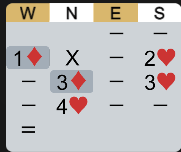 W N E S
– –
1♦ X – 2♥
– 3♦ – 3♥
– 4♥ – –
=